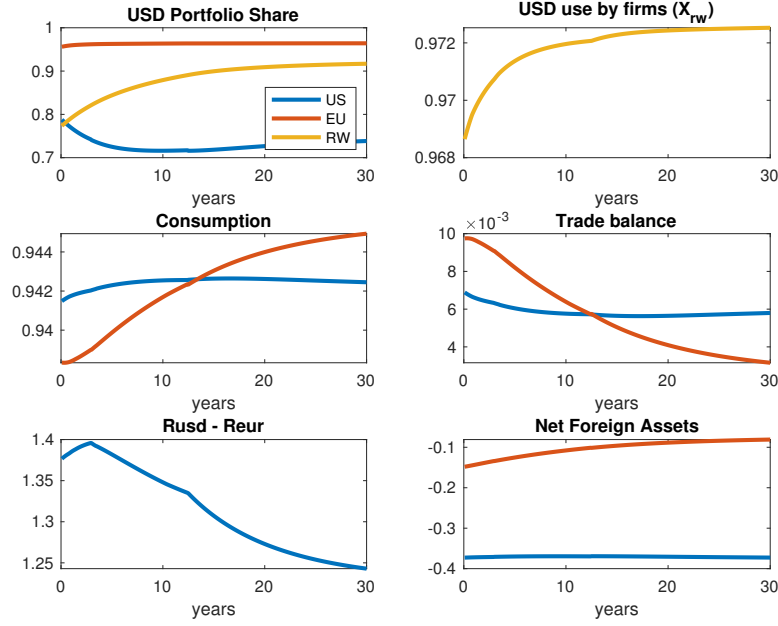 USD Portfolio Share
1
0.9
0.8
0.7
US
EU
RW
0 10 20 30
years
USD use by firms (X_rw)
0.972
0.97
0.968
0 10 20 30
years
Consumption
0.944
0.942
0.94
0 10 20 30
years
×10^-3
Trade balance
10
8
6
4
0 10 20 30
years
Rusd - Reur
1.4
1.35
1.3
1.25
0 10 20 30
years
Net Foreign Assets
-0.1
-0.2
-0.3
-0.4
0 10 20 30
years